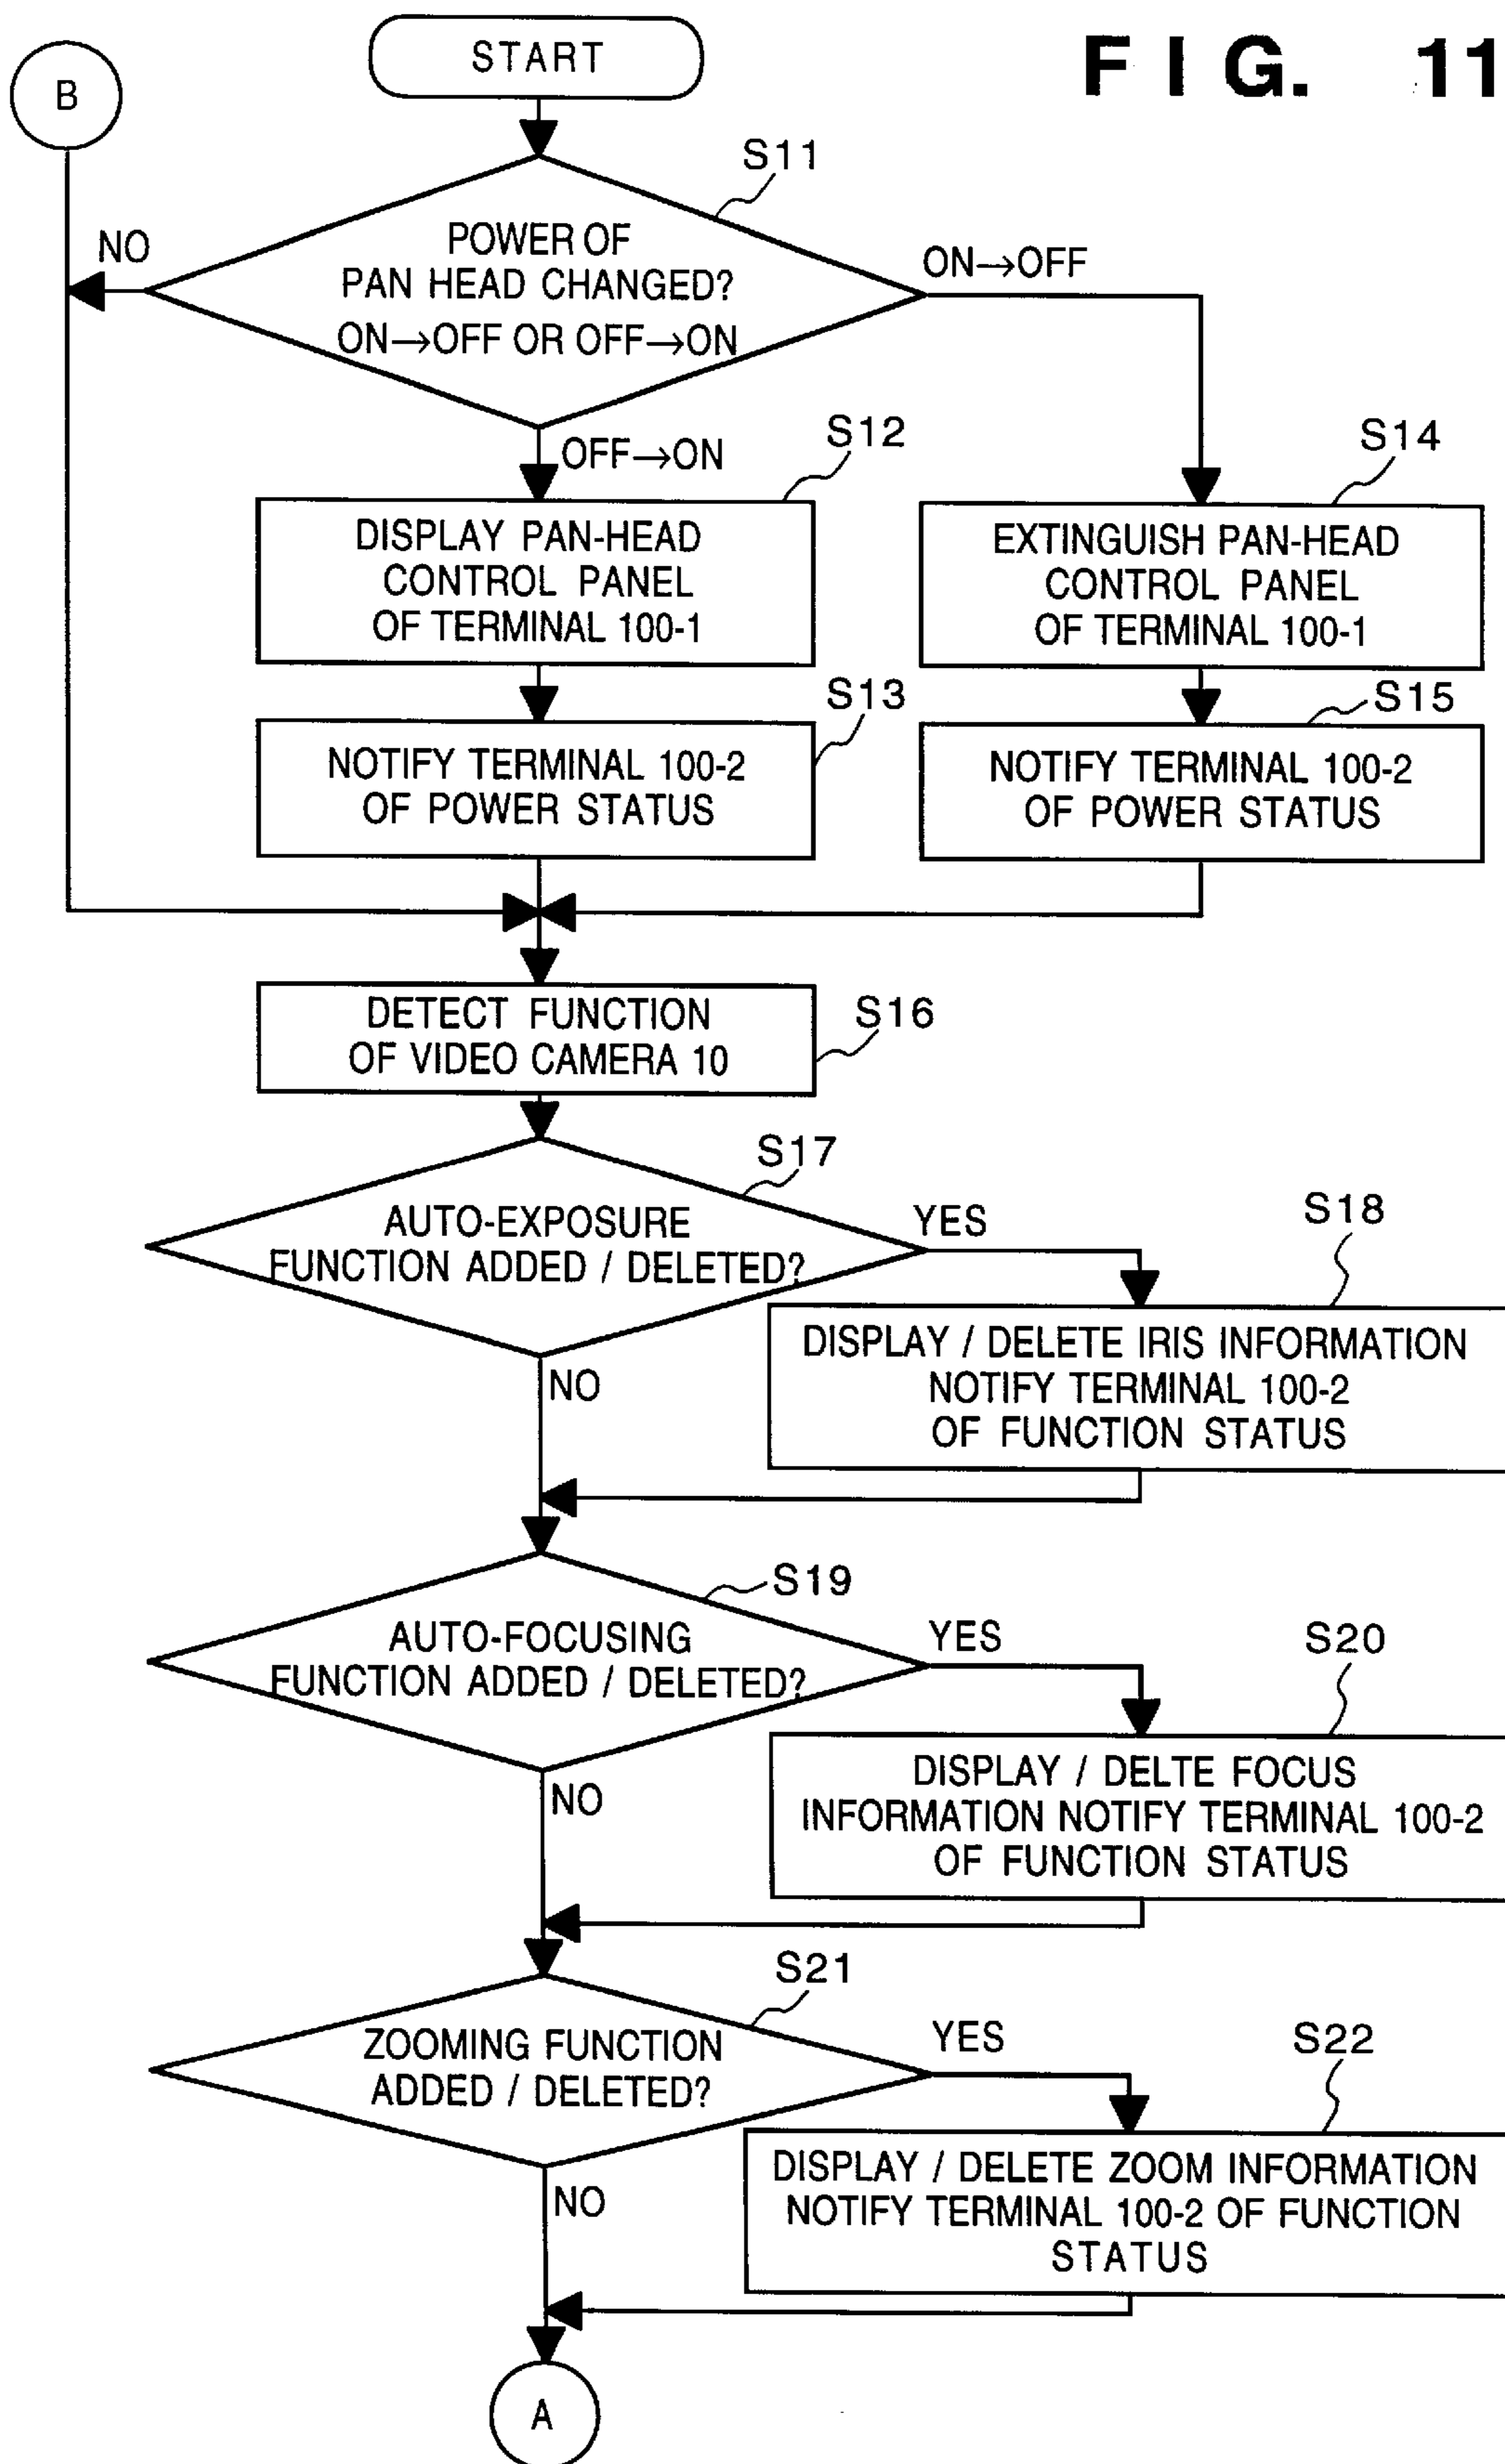 START
F I G. 11
B
S11
NO
POWER OF
PAN HEAD CHANGED?
ON→OFF OR OFF→ON
ON→OFF
OFF→ON
S12
S14
DISPLAY PAN-HEAD
CONTROL PANEL
OF TERMINAL 100-1
EXTINGUISH PAN-HEAD
CONTROL PANEL
OF TERMINAL 100-1
S13
S15
NOTIFY TERMINAL 100-2
OF POWER STATUS
NOTIFY TERMINAL 100-2
OF POWER STATUS
DETECT FUNCTION
OF VIDEO CAMERA 10
S16
S17
AUTO-EXPOSURE
FUNCTION ADDED / DELETED?
YES
S18
DISPLAY / DELETE IRIS INFORMATION
NOTIFY TERMINAL 100-2
OF FUNCTION STATUS
NO
S19
AUTO-FOCUSING
FUNCTION ADDED / DELETED?
YES
S20
DISPLAY / DELTE FOCUS
INFORMATION NOTIFY TERMINAL 100-2
OF FUNCTION STATUS
NO
S21
ZOOMING FUNCTION
ADDED / DELETED?
YES
S22
DISPLAY / DELETE ZOOM INFORMATION
NOTIFY TERMINAL 100-2 OF FUNCTION
STATUS
NO
A